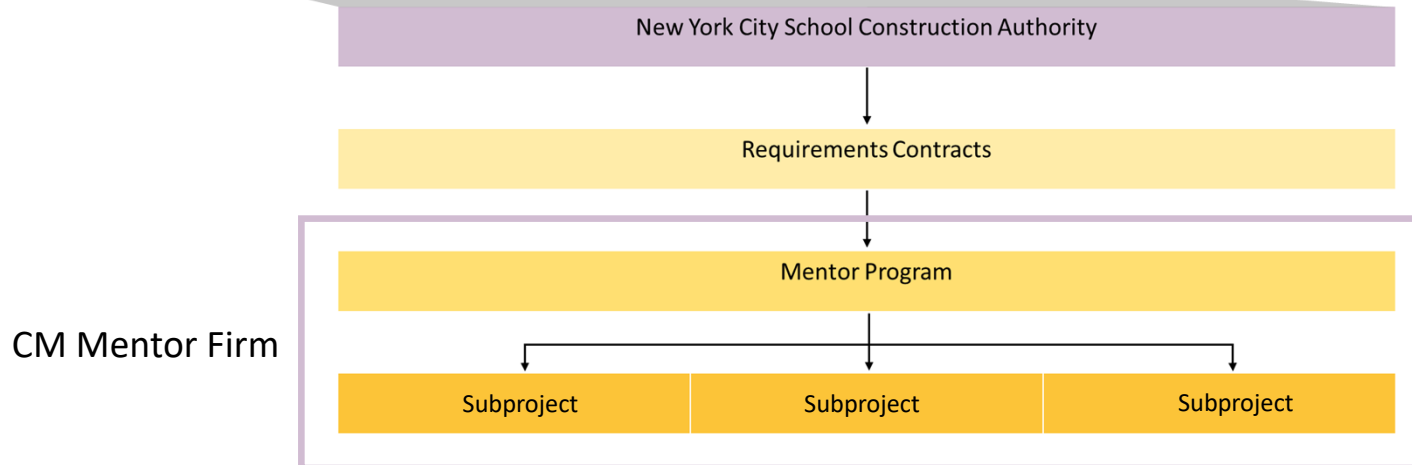 New York City School Construction Authority
Requirements Contracts
Mentor Program
CM Mentor Firm
Subproject
Subproject
Subproject